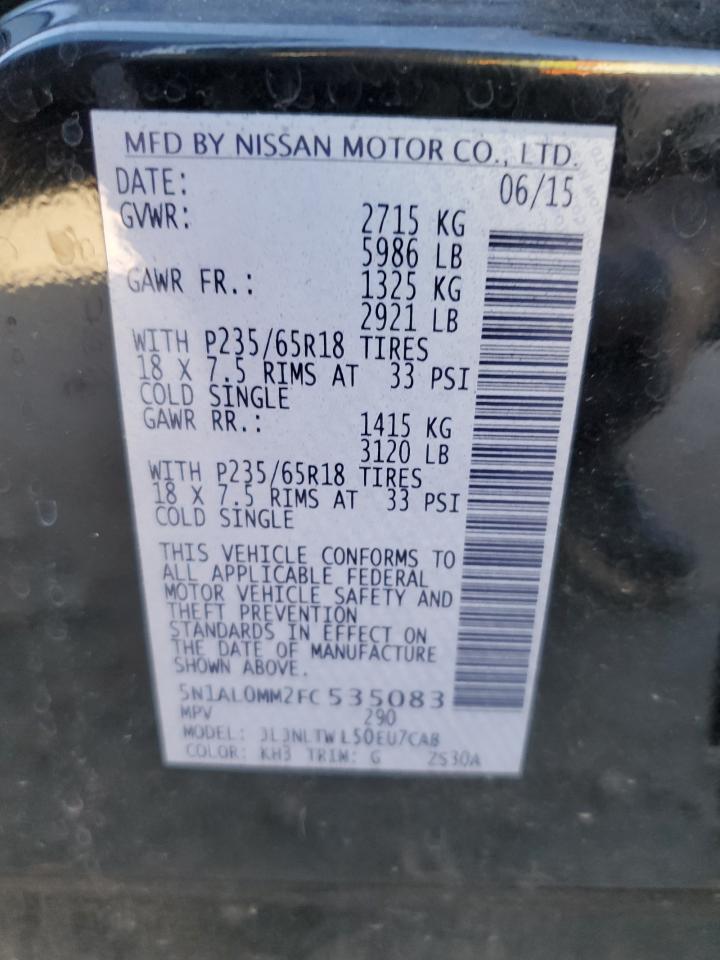 MFD BY NISSAN MOTOR CO., LTD.
DATE: 06/15
GVWR: 2715 KG
5986 LB
GAWR FR.: 1325 KG
2921 LB
WITH P235/65R18 TIRES
18 X 7.5 RIMS AT 33 PSI
COLD SINGLE
GAWR RR.: 1415 KG
3120 LB
WITH P235/65R18 TIRES
18 X 7.5 RIMS AT 33 PSI
COLD SINGLE
THIS VEHICLE CONFORMS TO
ALL APPLICABLE FEDERAL
MOTOR VEHICLE SAFETY AND
THEFT PREVENTION
STANDARDS IN EFFECT ON
THE DATE OF MANUFACTURE
SHOWN ABOVE.
5N1AL0MM2FC535083
MPV 290
MODEL: JLJNLTWL50EU7CAB
COLOR: KH3 TRIM: G 2S30A